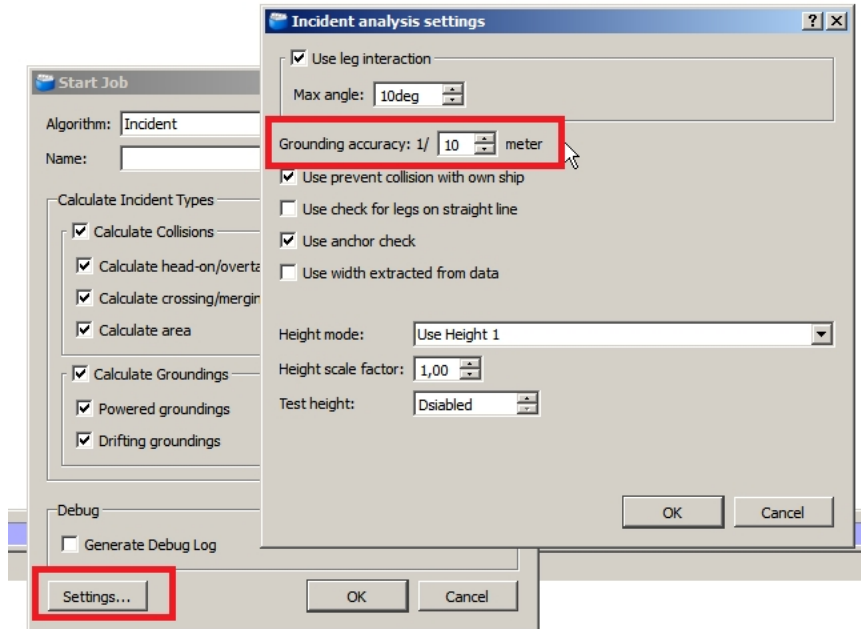 Incident analysis settings
Use leg interaction
Max angle: 10deg
Grounding accuracy: 1/ 10 meter
Use prevent collision with own ship
Use check for legs on straight line
Use anchor check
Use width extracted from data
Height mode: Use Height 1
Height scale factor: 1,00
Test height: Dsiabled
OK Cancel
Start Job
Algorithm: Incident
Name:
Calculate Incident Types
Calculate Collisions
Calculate head-on/overta
Calculate crossing/mergin
Calculate area
Calculate Groundings
Powered groundings
Drifting groundings
Debug
Generate Debug Log
Settings... OK Cancel